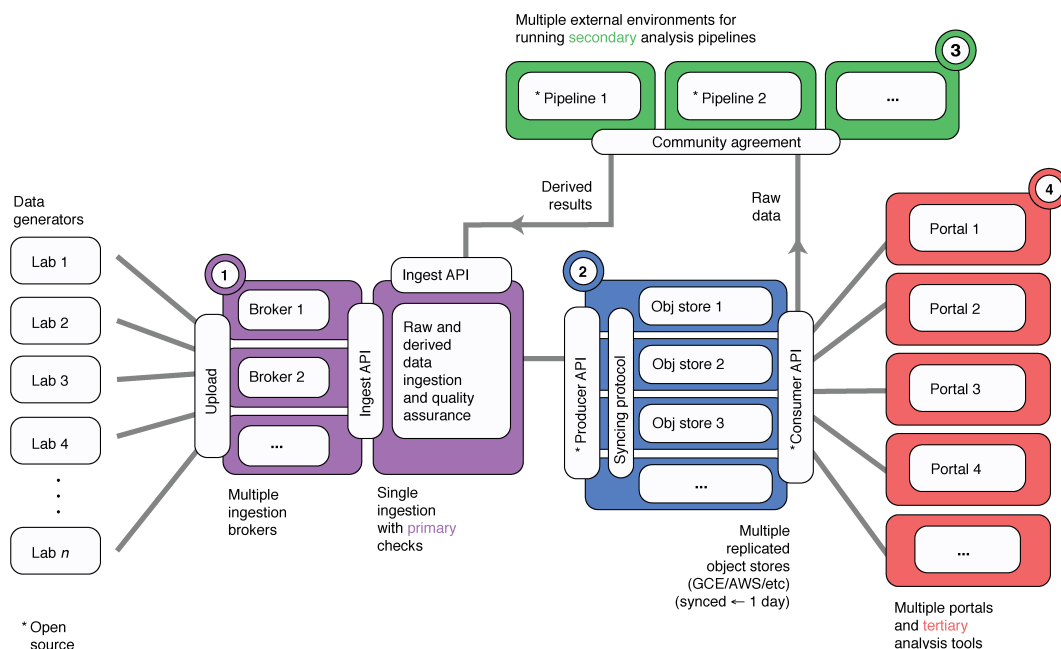 Multiple external environments for
running secondary analysis pipelines
3
* Pipeline 1
* Pipeline 2
...
Community agreement
Derived
results
Raw
data
Data
generators
Lab 1
Lab 2
Lab 3
Lab 4
Lab n
* Open
source
1
Upload
Broker 1
Broker 2
...
Multiple
ingestion
brokers
Ingest API
Ingest API
Raw and
derived
data
ingestion
and quality
assurance
Single
ingestion
with primary
checks
2
* Producer API
Syncing protocol
Obj store 1
Obj store 2
Obj store 3
...
* Consumer API
Multiple
replicated
object stores
(GCE/AWS/etc)
(synced ← 1 day)
4
Portal 1
Portal 2
Portal 3
Portal 4
...
Multiple portals
and tertiary
analysis tools